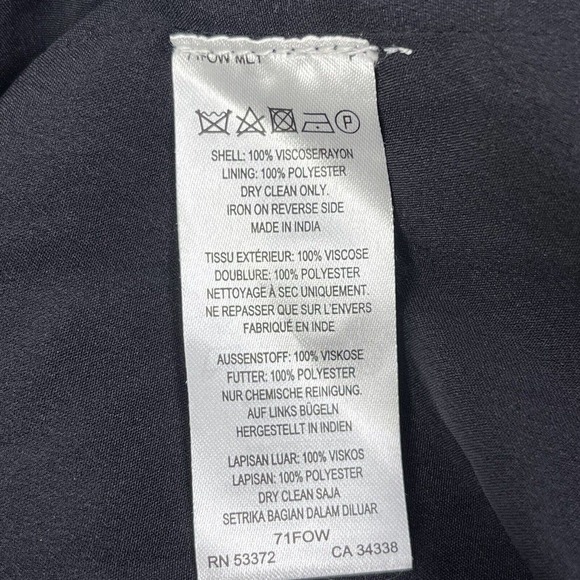 71FOW ML1
P
SHELL: 100% VISCOSE/RAYON
LINING: 100% POLYESTER
DRY CLEAN ONLY.
IRON ON REVERSE SIDE
MADE IN INDIA
TISSU EXTÉRIEUR: 100% VISCOSE
DOUBLURE: 100% POLYESTER
NETTOYAGE À SEC UNIQUEMENT.
NE REPASSER QUE SUR L'ENVERS
FABRIQUÉ EN INDE
AUSSENSTOFF: 100% VISKOSE
FUTTER: 100% POLYESTER
NUR CHEMISCHE REINIGUNG.
AUF LINKS BÜGELN
HERGESTELLT IN INDIEN
LAPISAN LUAR: 100% VISKOS
LAPISAN: 100% POLYESTER
DRY CLEAN SAJA
SETRIKA BAGIAN DALAM DILUAR
71FOW
RN 53372 CA 34338